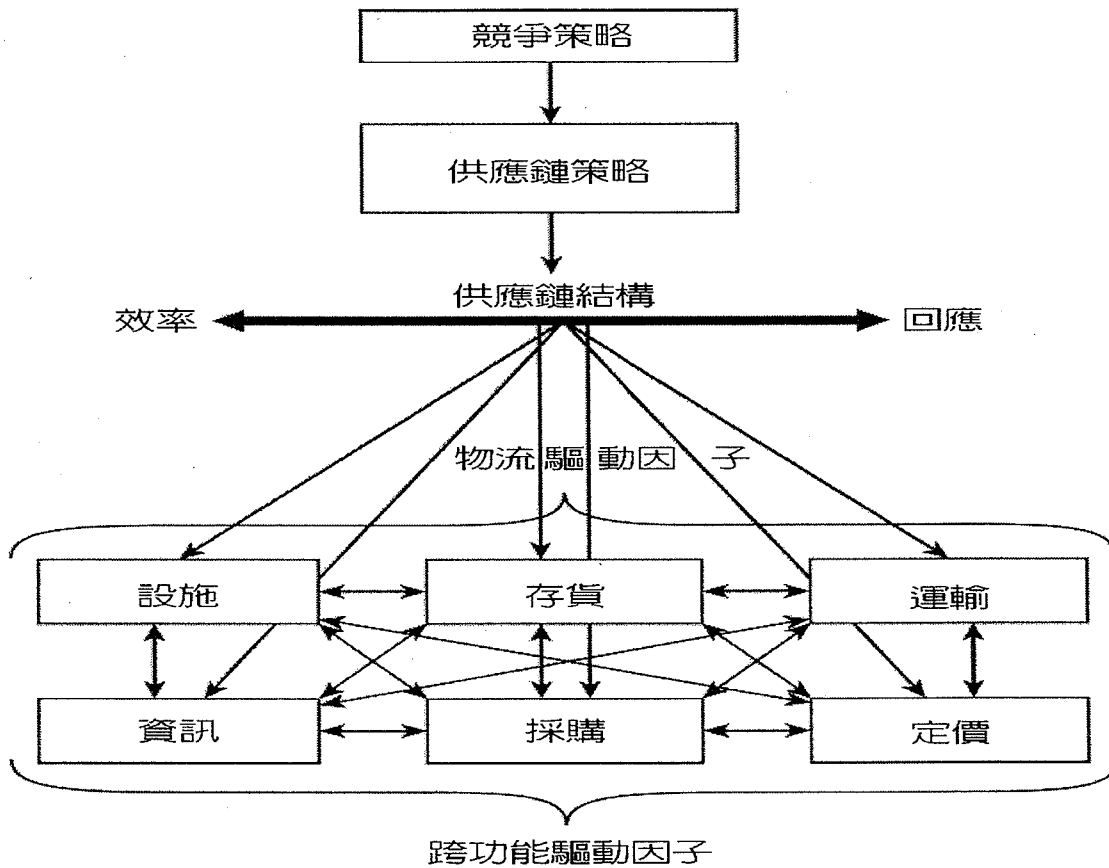 競爭策略
供應鏈策略
供應鏈結構
效率 回應
物流驅動因子
設施 存貨 運輸
資訊 採購 定價
跨功能驅動因子